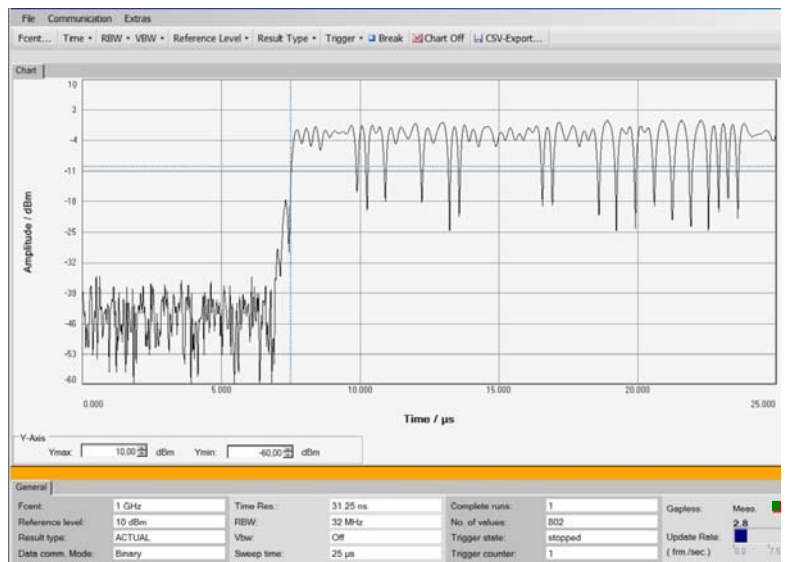 File Communication Extras
Fcent... Time RBW VBW Reference Level Result Type Trigger Break Chart Off CSV-Export...
Chart
10
3
-4
-11
-18
-25
-32
-39
-46
-53
-60
Amplitude / dBm
5.000 10.000 15.000 20.000
0.000 25.000
Time / µs
Y-Axis
Ymax: 10,00 dBm Ymin: -60,00 dBm
General
Fcent: 1 GHz Time Res.: 31.25 ns Complete runs: 1 Gapless: Meas.
Reference level: 10 dBm RBW: 32 MHz No. of values: 802 2.8
Result type: ACTUAL Vbw: Off Trigger state: stopped Update Rate:
Data comm. Mode: Binary Sweep time: 25 µs Trigger counter: 1 ( frm./sec.) 0.0